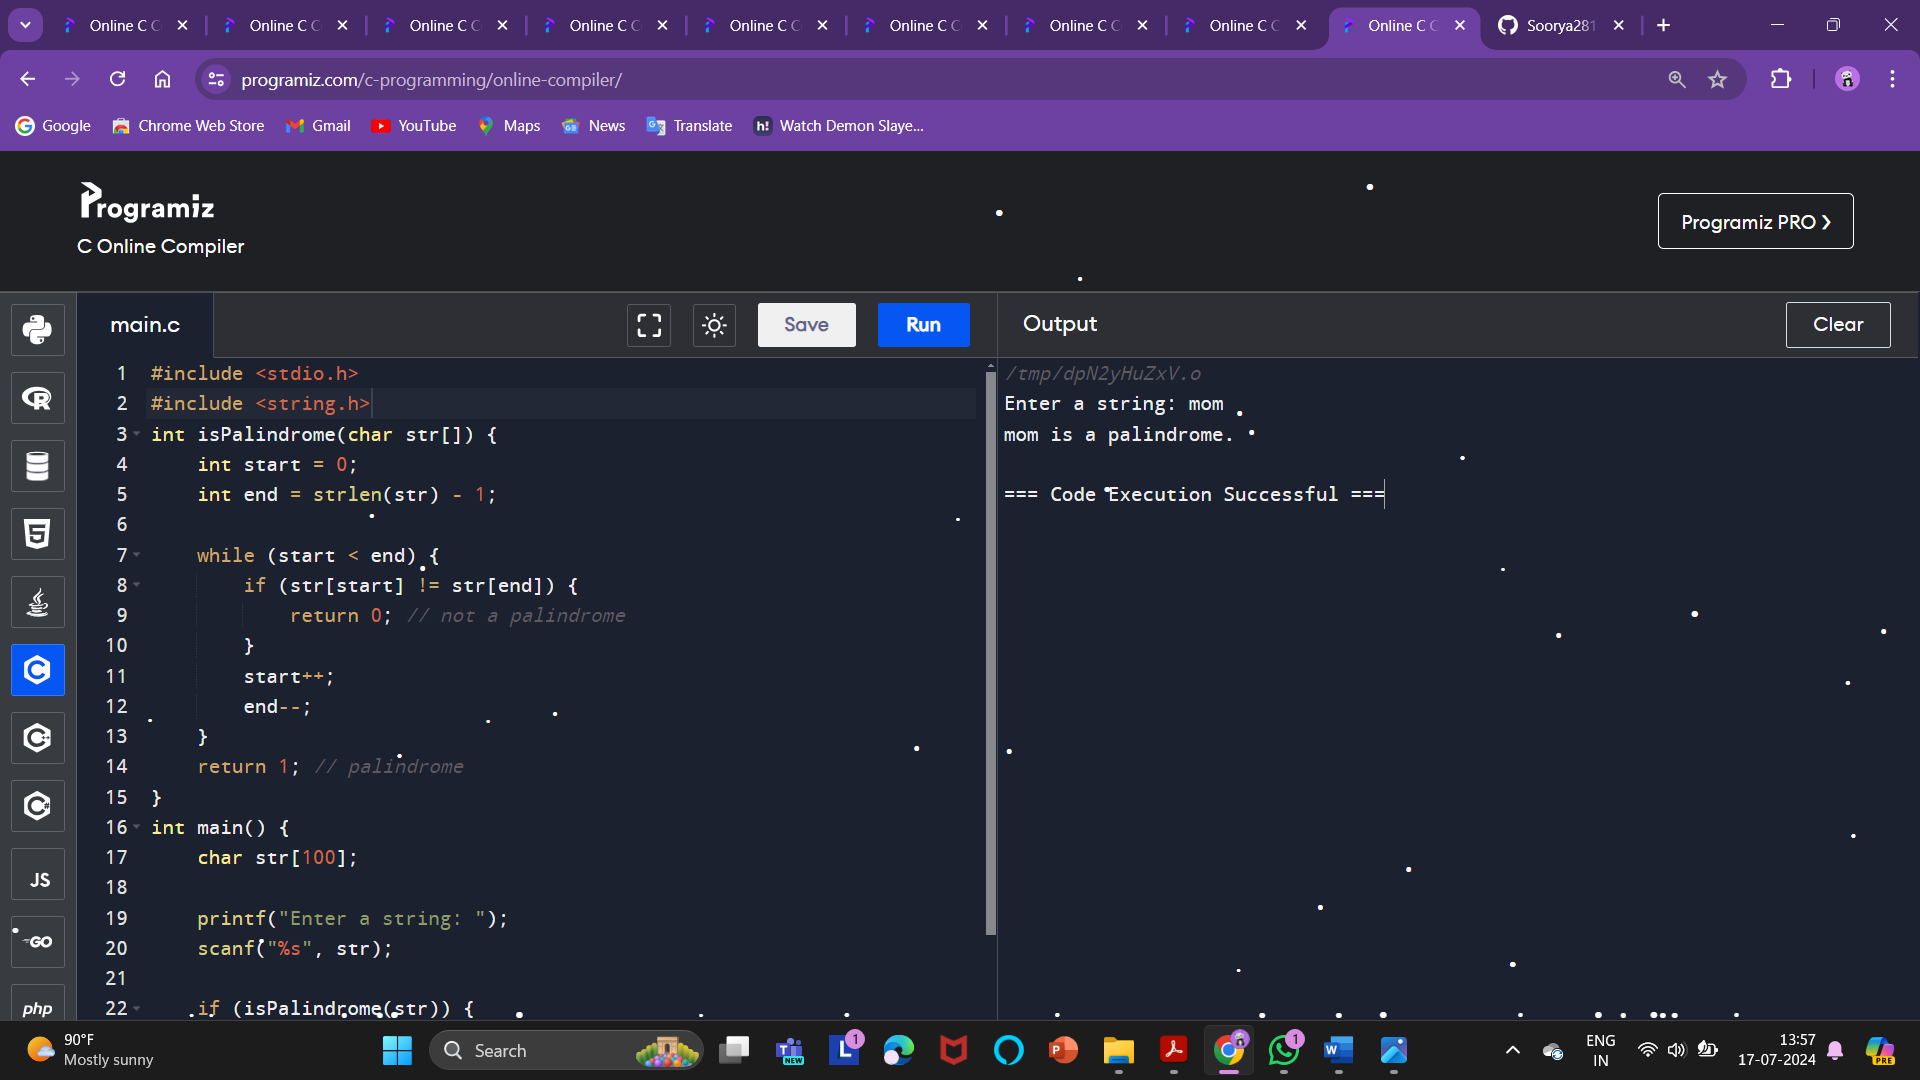 Online C C
Online C C
Online C C
Online C C
Online C C
Online C C
Online C C
Online C C
Online C C
Soorya281
programiz.com/c-programming/online-compiler/
Google
Chrome Web Store
Gmail
YouTube
Maps
News
Translate
Watch Demon Slaye...
Programiz
C Online Compiler
Programiz PRO ❯
main.c
Save
Run
Output
Clear
1 #include <stdio.h>
2 #include <string.h>
3 int isPalindrome(char str[]) {
4     int start = 0;
5     int end = strlen(str) - 1;
6
7     while (start < end) {
8         if (str[start] != str[end]) {
9             return 0; // not a palindrome
10         }
11         start++;
12         end--;
13     }
14     return 1; // palindrome
15 }
16 int main() {
17     char str[100];
18
19     printf("Enter a string: ");
20     scanf("%s", str);
21
22     if (isPalindrome(str)) {
/tmp/dpN2yHuZxV.o
Enter a string: mom
mom is a palindrome.
=== Code Execution Successful ===
JS
GO
php
90°F
Mostly sunny
Search
NEW
1
1
ENG
IN
13:57
17-07-2024
PRE